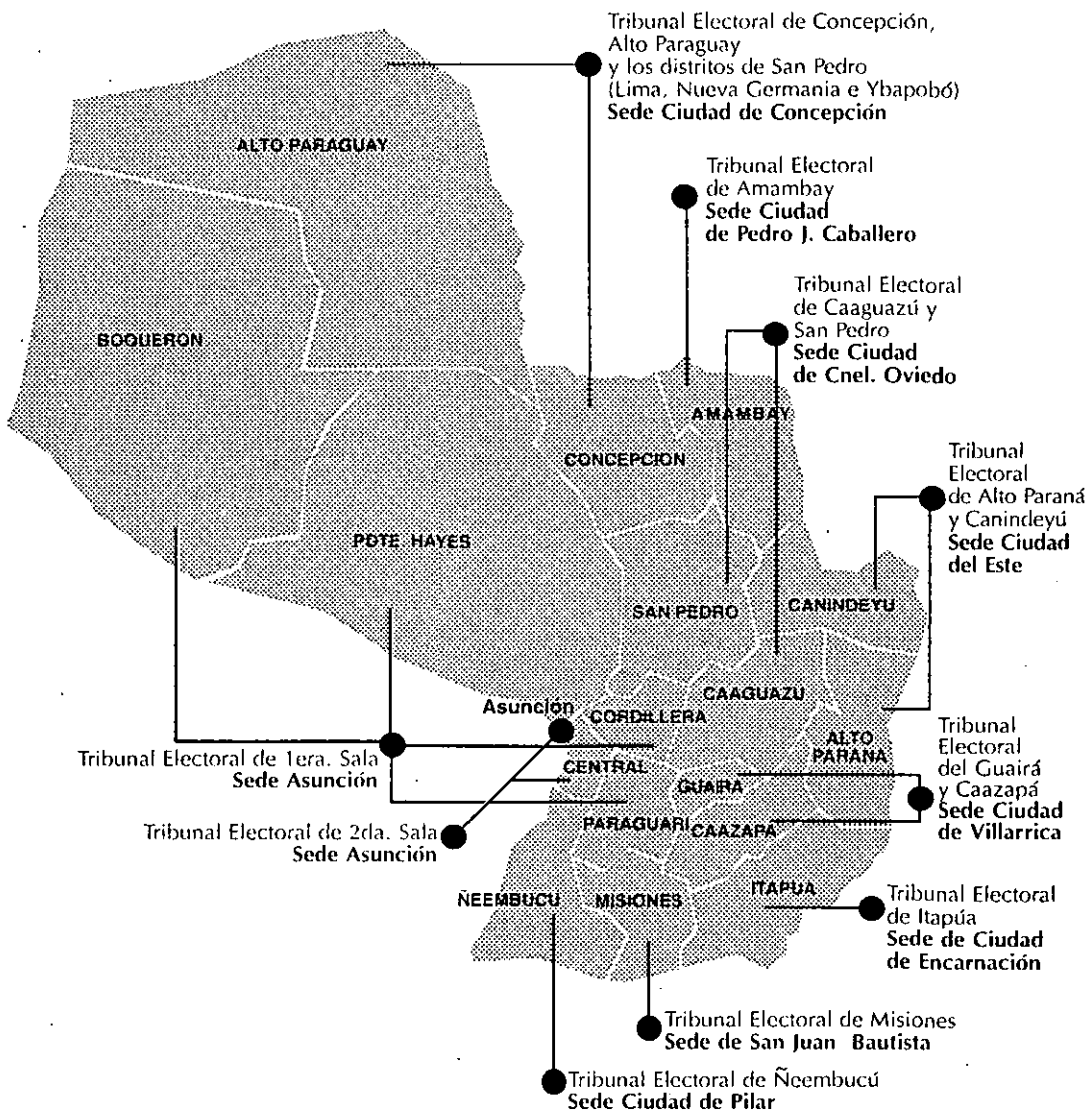 Tribunal Electoral de Concepción,
Alto Paraguay
y los distritos de San Pedro
(Lima, Nueva Germania e Ybapobó)
Sede Ciudad de Concepción
ALTO PARAGUAY
Tribunal Electoral
de Amambay
Sede Ciudad
de Pedro J. Caballero
Tribunal Electoral
de Caaguazú y
San Pedro
Sede Ciudad
de Cnel. Oviedo
BOQUERON
AMAMBAY
CONCEPCION
Tribunal
Electoral
de Alto Paraná
y Canindeyú
Sede Ciudad
del Este
PDTE HAYES
SAN PEDRO
CANINDEYU
CAAGUAZU
Asunción
CORDILLERA
ALTO
PARANA
Tribunal
Electoral
del Guairá
y Caazapá
Sede Ciudad
de Villarrica
Tribunal Electoral de 1era. Sala
Sede Asunción
CENTRAL
GUAIRA
PARAGUARI
CAAZAPA
Tribunal Electoral de 2da. Sala
Sede Asunción
ÑEEMBUCU
MISIONES
ITAPUA
Tribunal Electoral
de Itapúa
Sede de Ciudad
de Encarnación
Tribunal Electoral de Misiones
Sede de San Juan Bautista
Tribunal Electoral de Ñeembucú
Sede Ciudad de Pilar